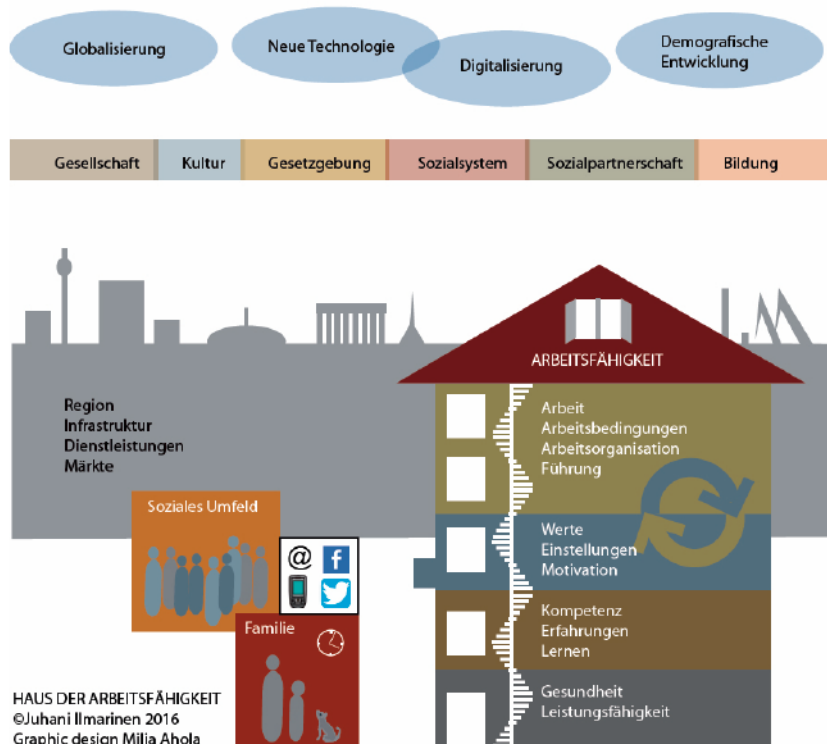 Globalisierung
Neue Technologie
Digitalisierung
Demografische
Entwicklung
Gesellschaft
Kultur
Gesetzgebung
Sozialsystem
Sozialpartnerschaft
Bildung
ARBEITSFÄHIGKEIT
Region
Infrastruktur
Dienstleistungen
Märkte
Arbeit
Arbeitsbedingungen
Arbeitsorganisation
Führung
Soziales Umfeld
@
f
Werte
Einstellungen
Motivation
Familie
Kompetenz
Erfahrungen
Lernen
Gesundheit
Leistungsfähigkeit
HAUS DER ARBEITSFÄHIGKEIT
©Juhani Ilmarinen 2016
Graphic design Milja Ahola